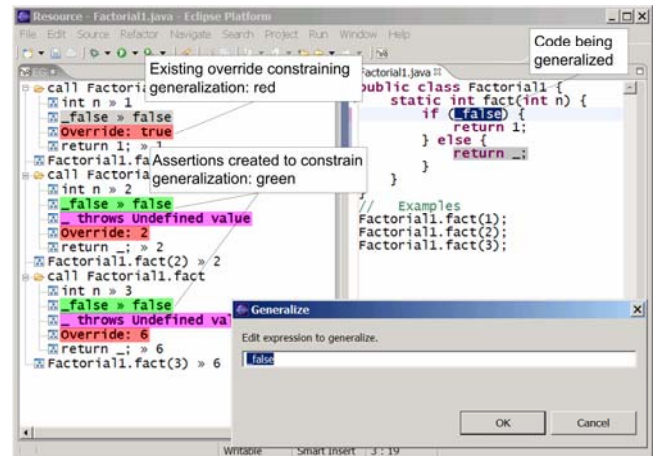 Resource - Factorial1.java - Eclipse Platform
File Edit Source Refactor Navigate Search Project Run Window Help
Existing override constraining
generalization: red
Assertions created to constrain
generalization: green
Code being
generalized
call Factorial
int n » 1
_false » false
Override: true
return 1; » 1
Factorial1.fa
call Factorial
int n » 2
_false » false
_ throws Undefined value
Override: 2
return _; » 2
Factorial1.fact(2) » 2
call Factorial1.fact
int n » 3
_false » false
_ throws Undefined val
Override: 6
return _; » 6
Factorial1.fact(3) » 6
Factorial1.java
public class Factorial1 {
static int fact(int n) {
if (_false) {
return 1;
} else {
return _;
}
}
}
// Examples
Factorial1.fact(1);
Factorial1.fact(2);
Factorial1.fact(3);
Generalize
Edit expression to generalize.
_false
OK Cancel
Writable Smart Insert 3 : 19